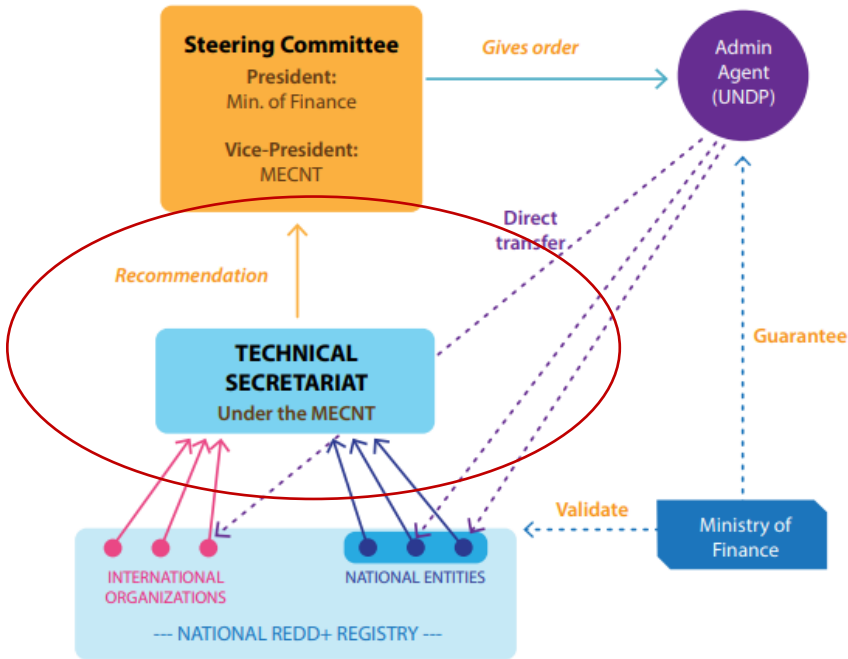 Steering Committee
President:
Min. of Finance
Vice-President:
MECNT
Gives order
Admin
Agent
(UNDP)
Direct
transfer
Recommendation
Guarantee
TECHNICAL
SECRETARIAT
Under the MECNT
Validate
Ministry of
Finance
INTERNATIONAL
ORGANIZATIONS
NATIONAL ENTITIES
--- NATIONAL REDD+ REGISTRY ---